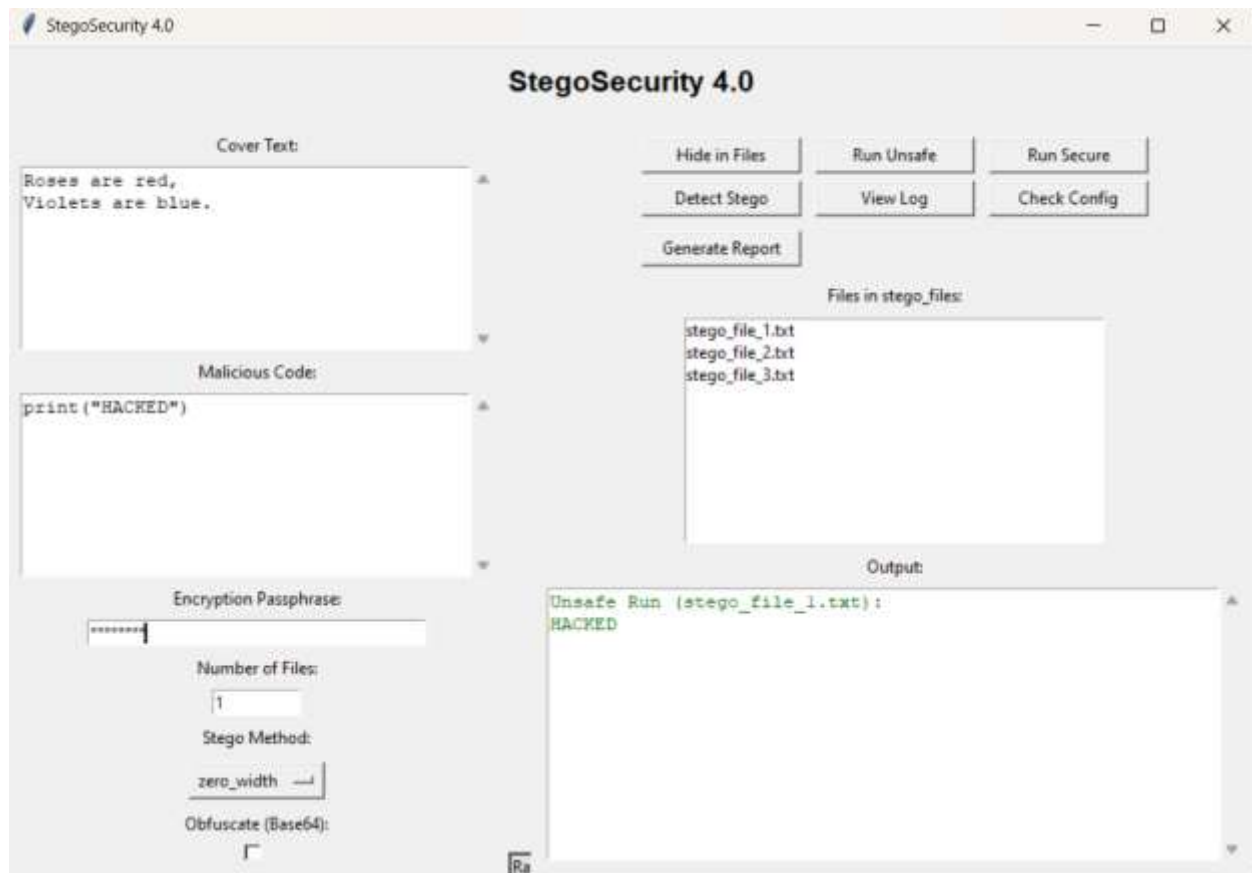 StegoSecurity 4.0
StegoSecurity 4.0
Cover Text:
Roses are red,
Violets are blue.
Malicious Code:
print("HACKED")
Encryption Passphrase:
********
Number of Files:
1
Stego Method:
zero_width
Obfuscate (Base64):
Hide in Files Run Unsafe Run Secure
Detect Stego View Log Check Config
Generate Report
Files in stego_files:
stego_file_1.txt
stego_file_2.txt
stego_file_3.txt
Output:
Unsafe Run (stego_file_1.txt):
HACKED
Ra